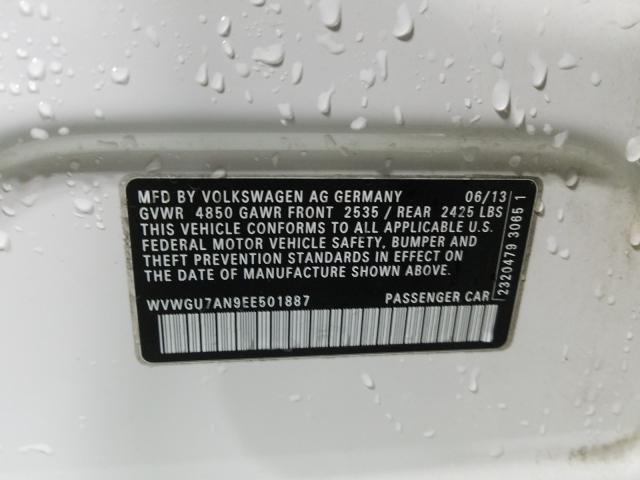 MFD BY VOLKSWAGEN AG GERMANY 06/13
GVWR 4850 GAWR FRONT 2535 / REAR 2425 LBS
THIS VEHICLE CONFORMS TO ALL APPLICABLE U.S.
FEDERAL MOTOR VEHICLE SAFETY, BUMPER AND
THEFT PREVENTION STANDARDS IN EFFECT ON
THE DATE OF MANUFACTURE SHOWN ABOVE.
WVWGU7AN9EE501887 PASSENGER CAR
2320479 3065 1